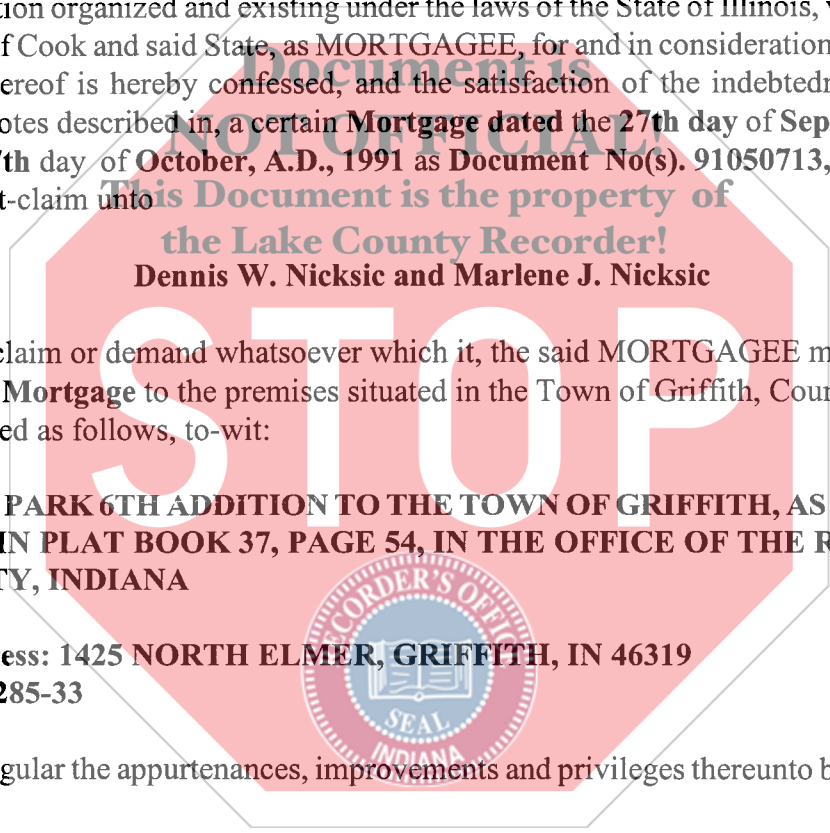 tion organized and existing under the laws of the State of Illinois,
f Cook and said State, as MORTGAGEE, for and in consideration
Document is
ereof is hereby confessed, and the satisfaction of the indebtedn
otes described in, a certain Mortgage dated the 27th day of Sep
NOT OFFICIAL!
7th day of October, A.D., 1991 as Document No(s). 91050713,
t-claim unto
This Document is the property of
the Lake County Recorder!
Dennis W. Nicksic and Marlene J. Nicksic
STOP
claim or demand whatsoever which it, the said MORTGAGEE m
Mortgage to the premises situated in the Town of Griffith, Coun
ed as follows, to-wit:
PARK 6TH ADDITION TO THE TOWN OF GRIFFITH, AS
IN PLAT BOOK 37, PAGE 54, IN THE OFFICE OF THE R
TY, INDIANA
RECORDER'S OFFICE
ess: 1425 NORTH ELMER, GRIFFITH, IN 46319
285-33
SEAL
INDIANA
gular the appurtenances, improvements and privileges thereunto b